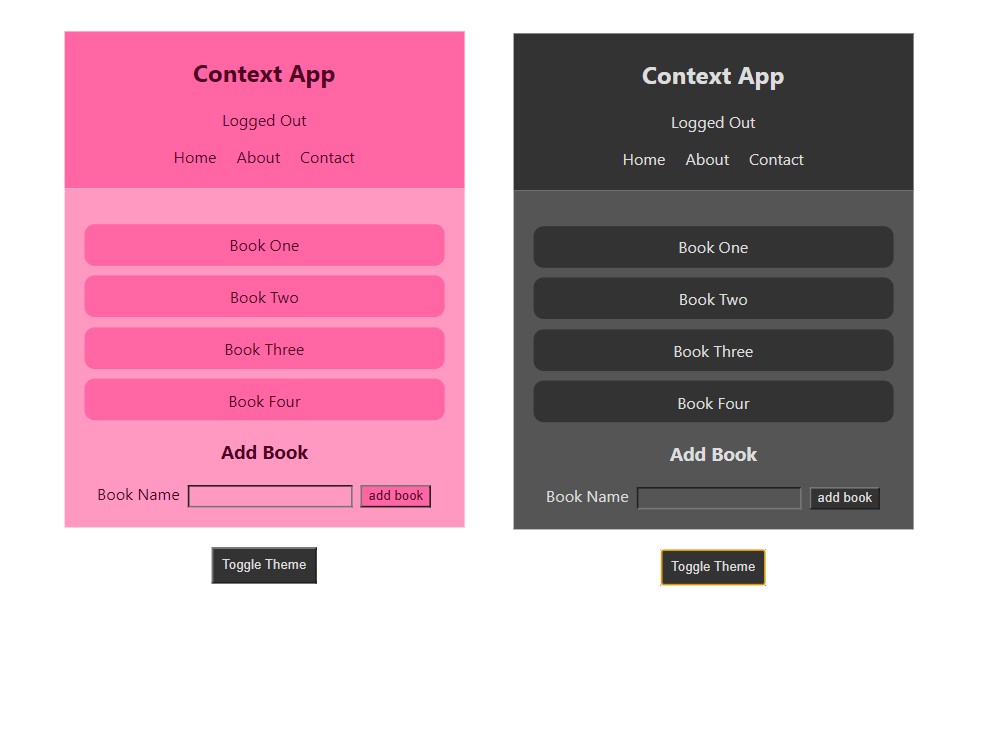 Context App
Logged Out
Home About Contact
Book One
Book Two
Book Three
Book Four
Add Book
Book Name add book
Toggle Theme
Context App
Logged Out
Home About Contact
Book One
Book Two
Book Three
Book Four
Add Book
Book Name add book
Toggle Theme